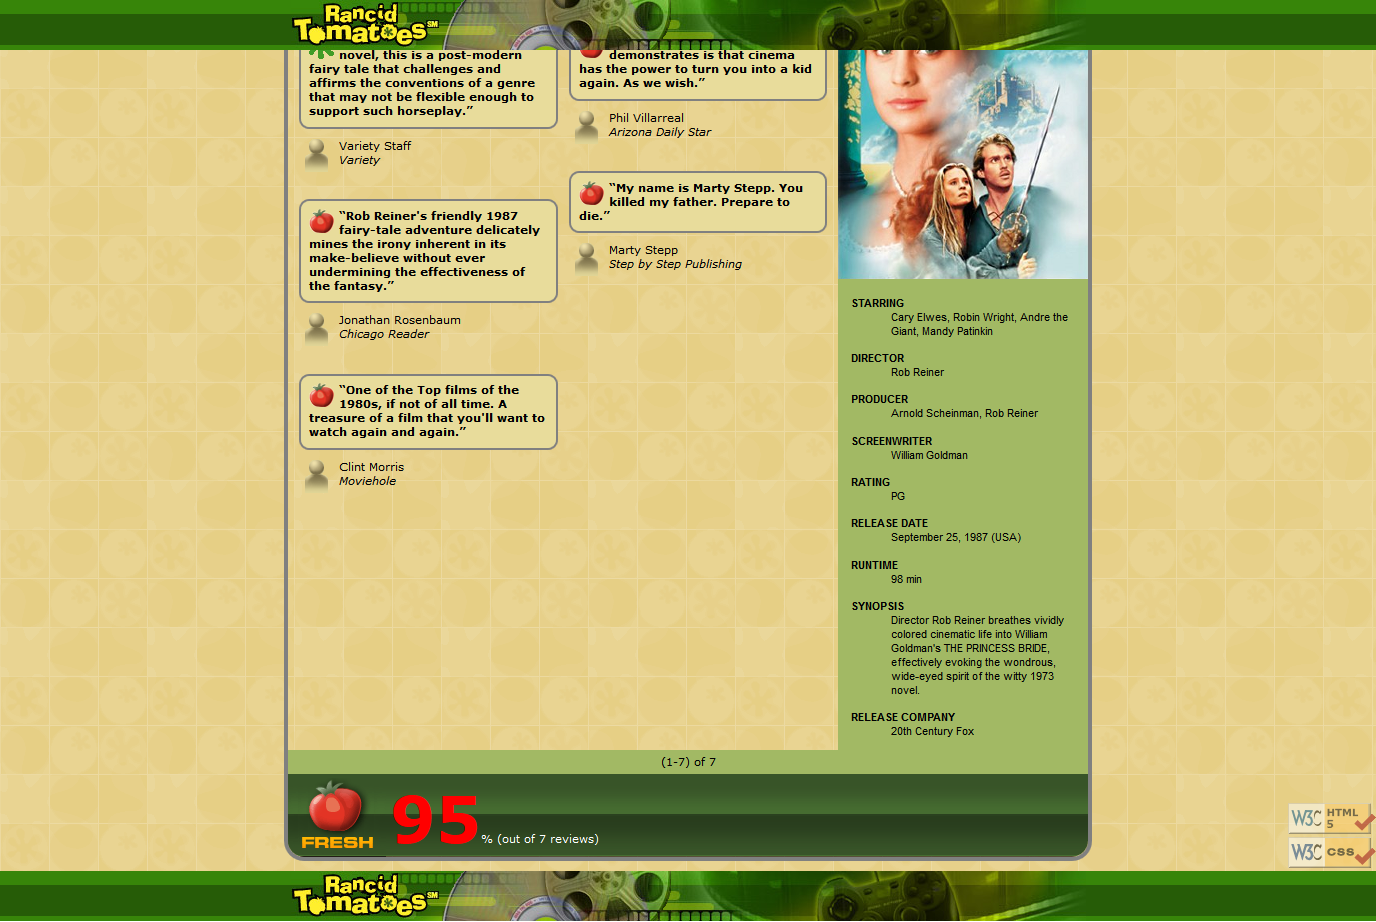 Rancid
TomatoesSM
novel, this is a post-modern
fairy tale that challenges and
affirms the conventions of a genre
that may not be flexible enough to
support such horseplay.”
Variety Staff
Variety
“Rob Reiner's friendly 1987
fairy-tale adventure delicately
mines the irony inherent in its
make-believe without ever
undermining the effectiveness of
the fantasy.”
Jonathan Rosenbaum
Chicago Reader
“One of the Top films of the
1980s, if not of all time. A
treasure of a film that you'll want to
watch again and again.”
Clint Morris
Moviehole
demonstrates is that cinema
has the power to turn you into a kid
again. As we wish.”
Phil Villarreal
Arizona Daily Star
“My name is Marty Stepp. You
killed my father. Prepare to
die.”
Marty Stepp
Step by Step Publishing
STARRING
Cary Elwes, Robin Wright, Andre the
Giant, Mandy Patinkin
DIRECTOR
Rob Reiner
PRODUCER
Arnold Scheinman, Rob Reiner
SCREENWRITER
William Goldman
RATING
PG
RELEASE DATE
September 25, 1987 (USA)
RUNTIME
98 min
SYNOPSIS
Director Rob Reiner breathes vividly
colored cinematic life into William
Goldman's THE PRINCESS BRIDE,
effectively evoking the wondrous,
wide-eyed spirit of the witty 1973
novel.
RELEASE COMPANY
20th Century Fox
(1-7) of 7
FRESH
95% (out of 7 reviews)
W3C HTML
5
W3C CSS
Rancid
TomatoesSM